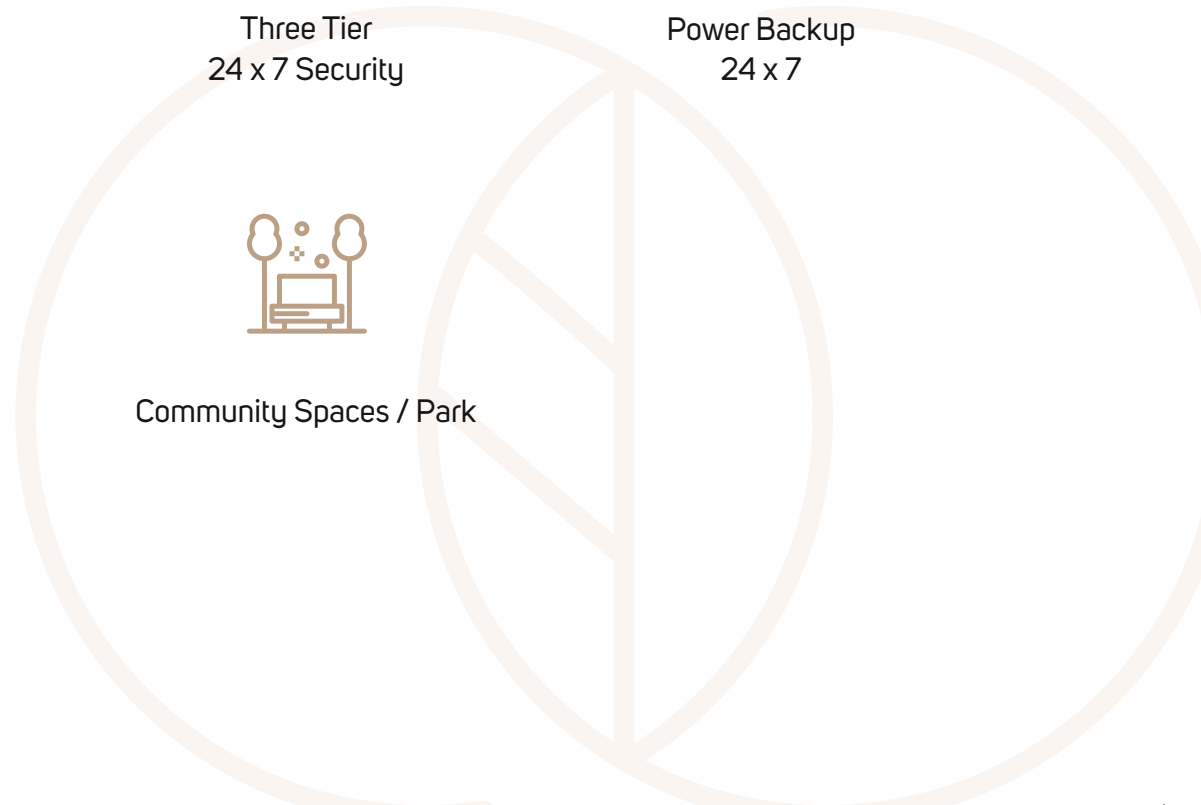 Three Tier
24 x 7 Security
Power Backup
24 x 7
Community Spaces / Park